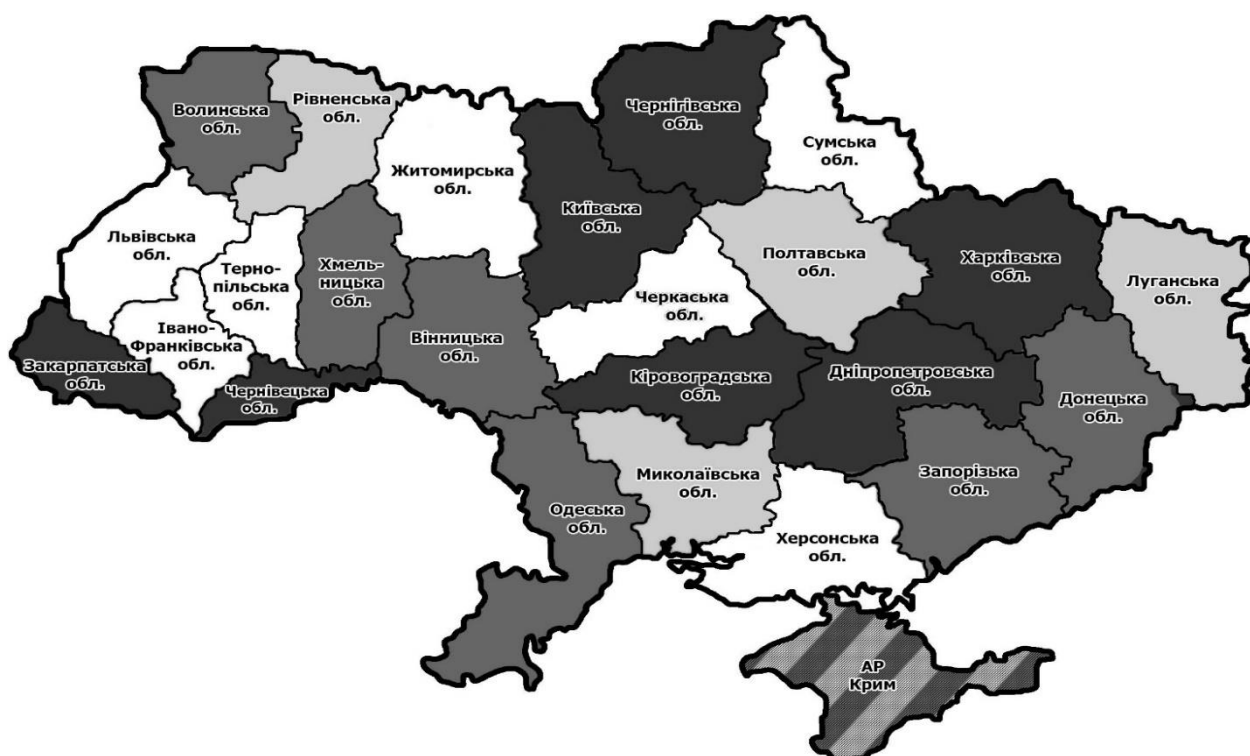 Волинська
обл.
Рівненська
обл.
Житомирська
обл.
Чернігівська
обл.
Сумська
обл.
Київська
обл.
Львівська
обл.
Терно-
пільська
обл.
Хмель-
ницька
обл.
Полтавська
обл.
Харківська
обл.
Луганська
обл.
Черкаська
обл.
Івано-
Франківська
обл.
Вінницька
обл.
Закарпатська
обл.
Чернівецька
обл.
Кіровоградська
обл.
Дніпропетровська
обл.
Донецька
обл.
Миколаївська
обл.
Запорізька
обл.
Одеська
обл.
Херсонська
обл.
АР
Крим